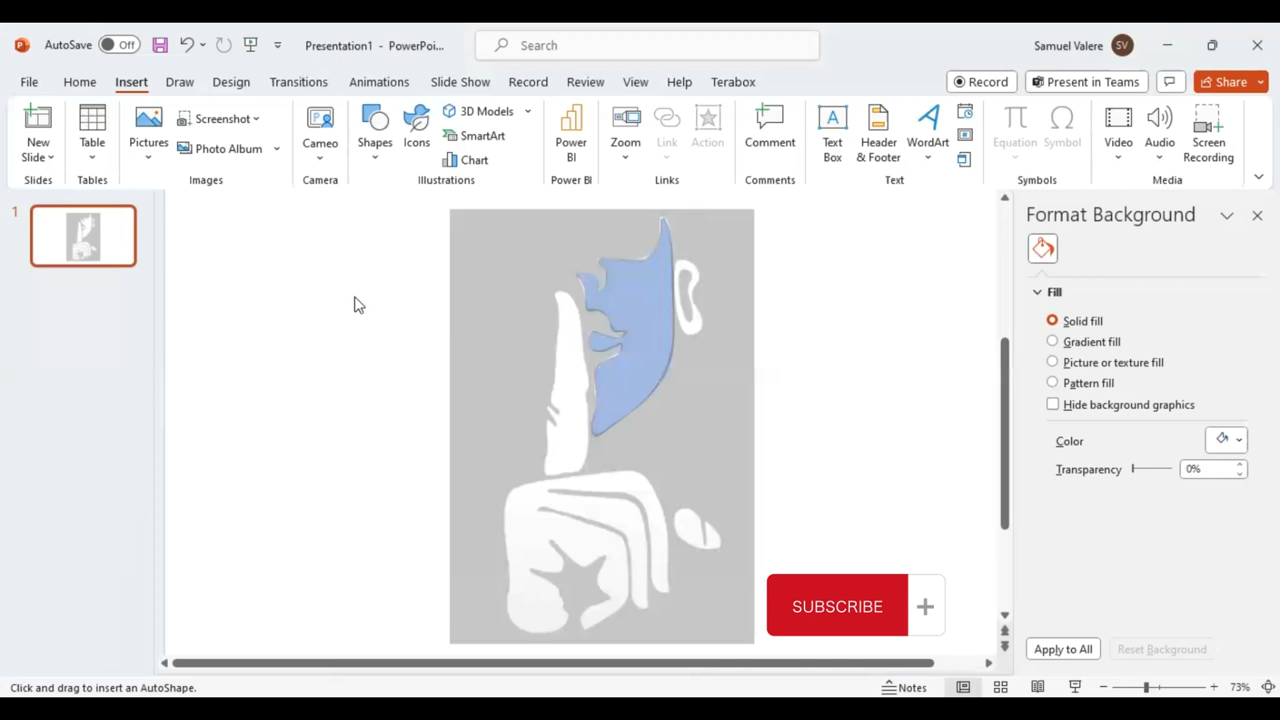 AutoSave Off Presentation1 - PowerPoi... Search Samuel Valere SV
File Home Insert Draw Design Transitions Animations Slide Show Record Review View Help Terabox Record Present in Teams Share
New Slide
Table
Pictures
Screenshot
Photo Album
Cameo
Shapes
Icons
3D Models
SmartArt
Chart
Power BI
Zoom
Link
Action
Comment
Text Box
Header & Footer
WordArt
Equation
Symbol
Video
Audio
Screen Recording
Slides Tables Images Camera Illustrations Power BI Links Comments Text Symbols Media
1
Format Background
Fill
Solid fill
Gradient fill
Picture or texture fill
Pattern fill
Hide background graphics
Color
Transparency 0%
SUBSCRIBE +
Apply to All Reset Background
Click and drag to insert an AutoShape. Notes 73%